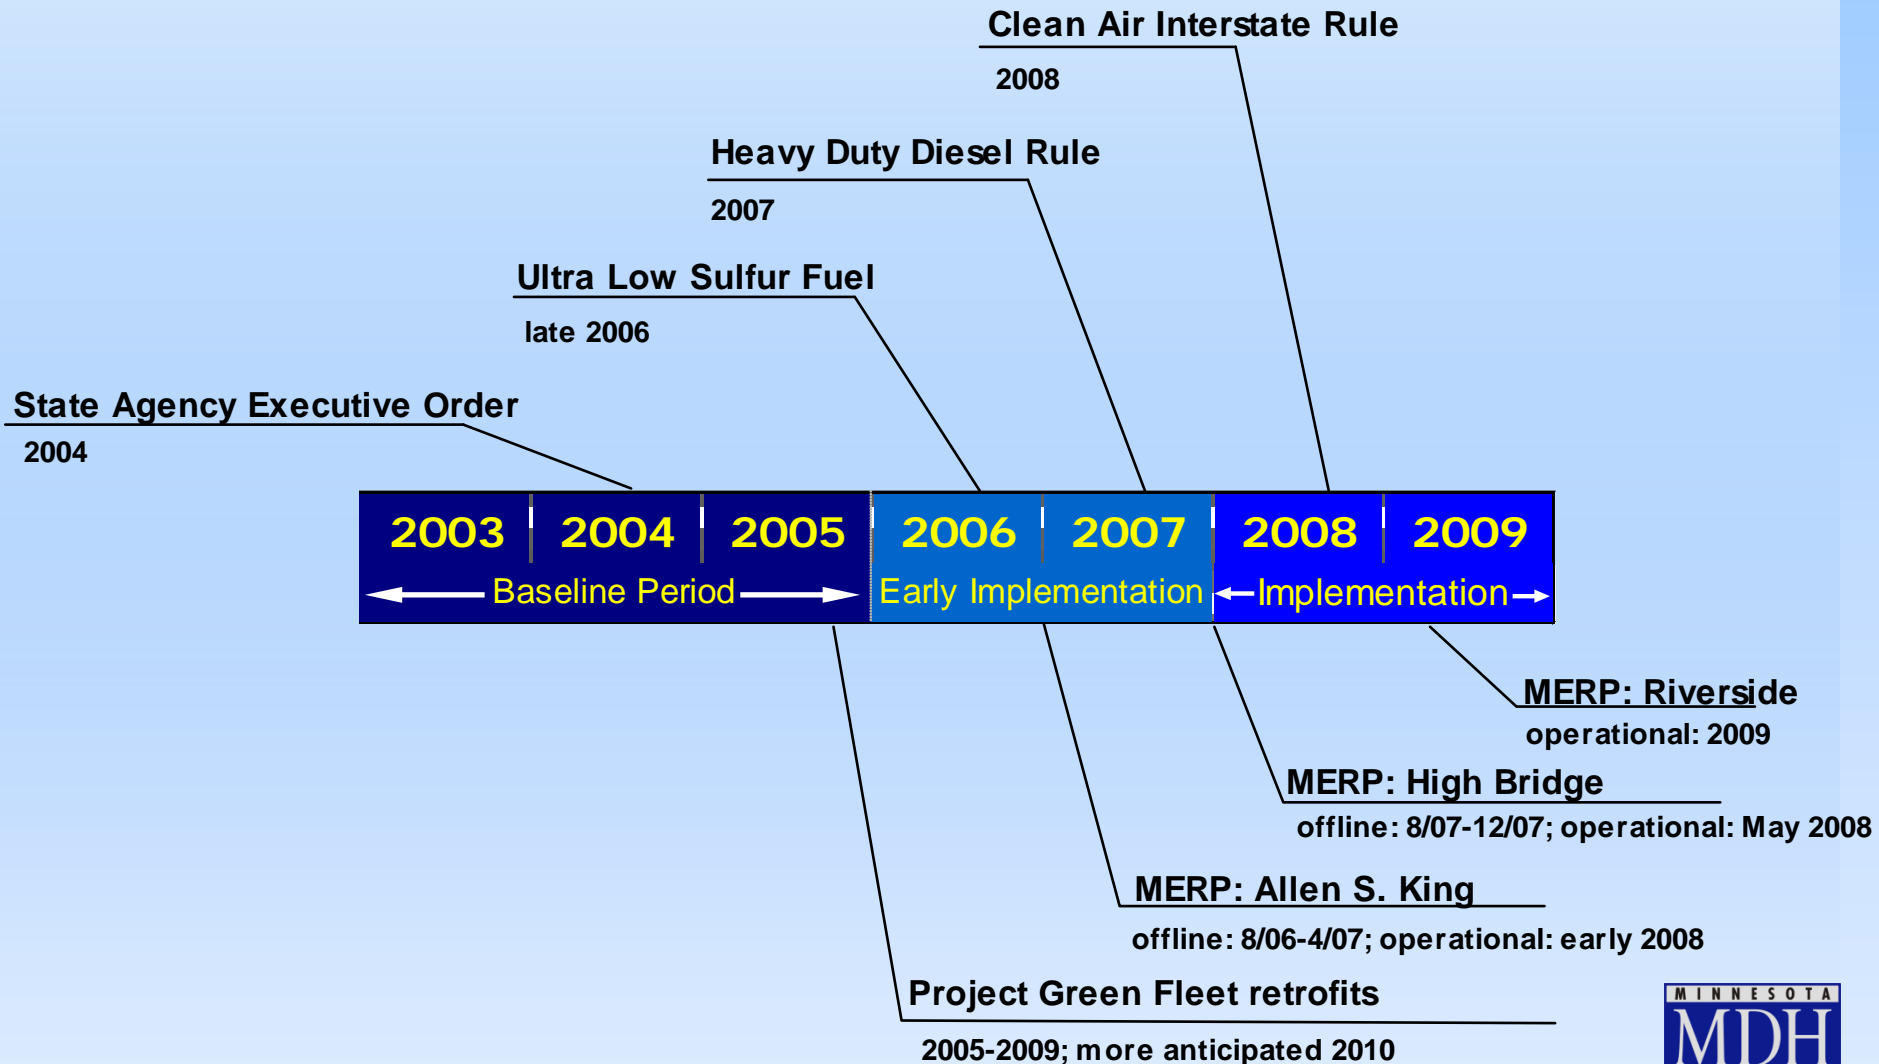 Clean Air Interstate Rule
2008
Heavy Duty Diesel Rule
2007
Ultra Low Sulfur Fuel
late 2006
State Agency Executive Order
2004
2003 2004 2005 2006 2007 2008 2009
Baseline Period Early Implementation Implementation
MERP: Riverside
operational: 2009
MERP: High Bridge
offline: 8/07-12/07; operational: May 2008
MERP: Allen S. King
offline: 8/06-4/07; operational: early 2008
Project Green Fleet retrofits
2005-2009; more anticipated 2010
MINNESOTA
MDH